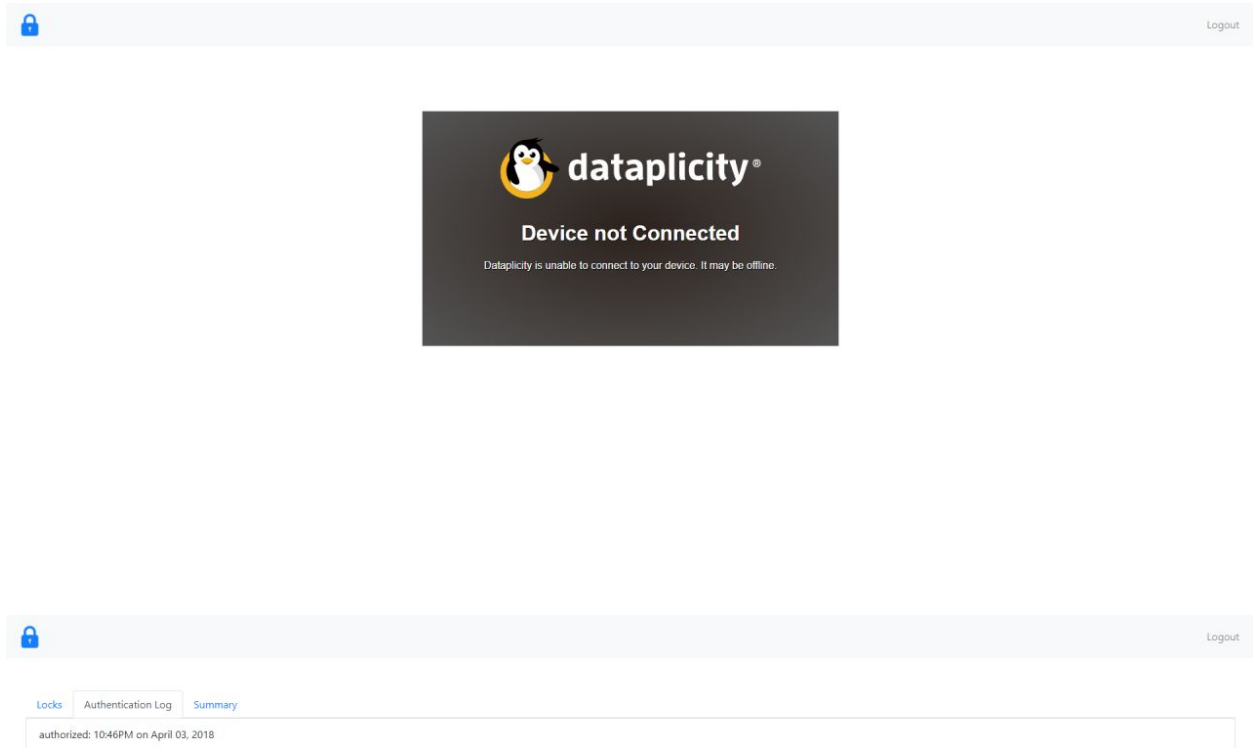 Logout
dataplicity®
Device not Connected
Dataplicity is unable to connect to your device. It may be offline.
Logout
Locks Authentication Log Summary
authorized: 10:46PM on April 03, 2018